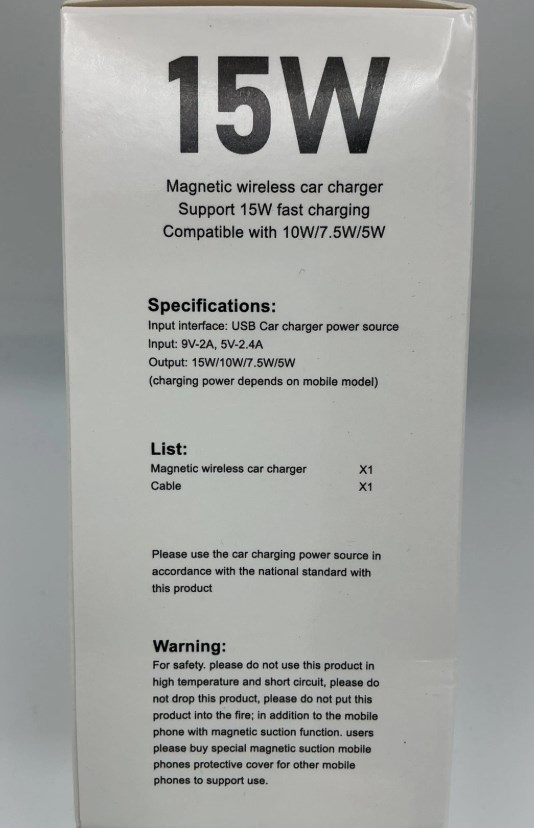 15W
Magnetic wireless car charger
Support 15W fast charging
Compatible with 10W/7.5W/5W
Specifications:
Input interface: USB Car charger power source
Input: 9V-2A, 5V-2.4A
Output: 15W/10W/7.5W/5W
(charging power depends on mobile model)
List:
Magnetic wireless car charger X1
Cable X1
Please use the car charging power source in
accordance with the national standard with
this product
Warning:
For safety. please do not use this product in
high temperature and short circuit, please do
not drop this product, please do not put this
product into the fire; in addition to the mobile
phone with magnetic suction function. users
please buy special magnetic suction mobile
phones protective cover for other mobile
phones to support use.